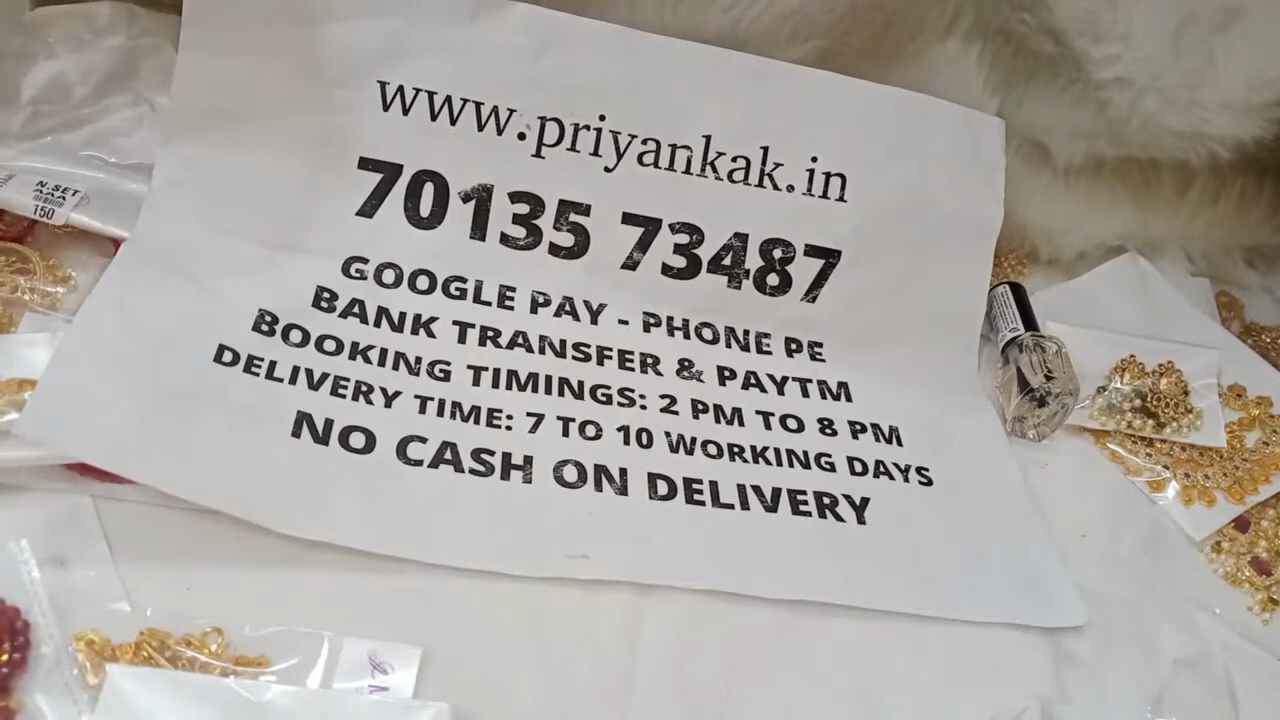 www.priyankak.in
70135 73487
GOOGLE PAY - PHONE PE
BANK TRANSFER & PAYTM
BOOKING TIMINGS: 2 PM TO 8 PM
DELIVERY TIME: 7 TO 10 WORKING DAYS
NO CASH ON DELIVERY
N.SET
AAA
150